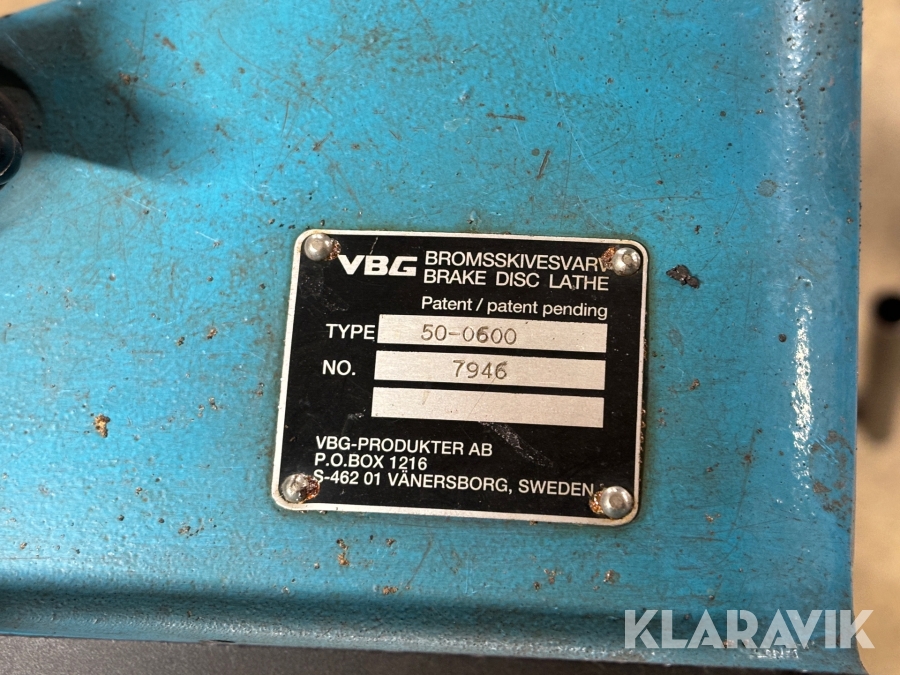 VBG BROMSSKIVESVARV
BRAKE DISC LATHE
Patent / patent pending
TYPE 50-0600
NO. 7946
VBG-PRODUKTER AB
P.O.BOX 1216
S-462 01 VÄNERSBORG, SWEDEN
KLARAVIK